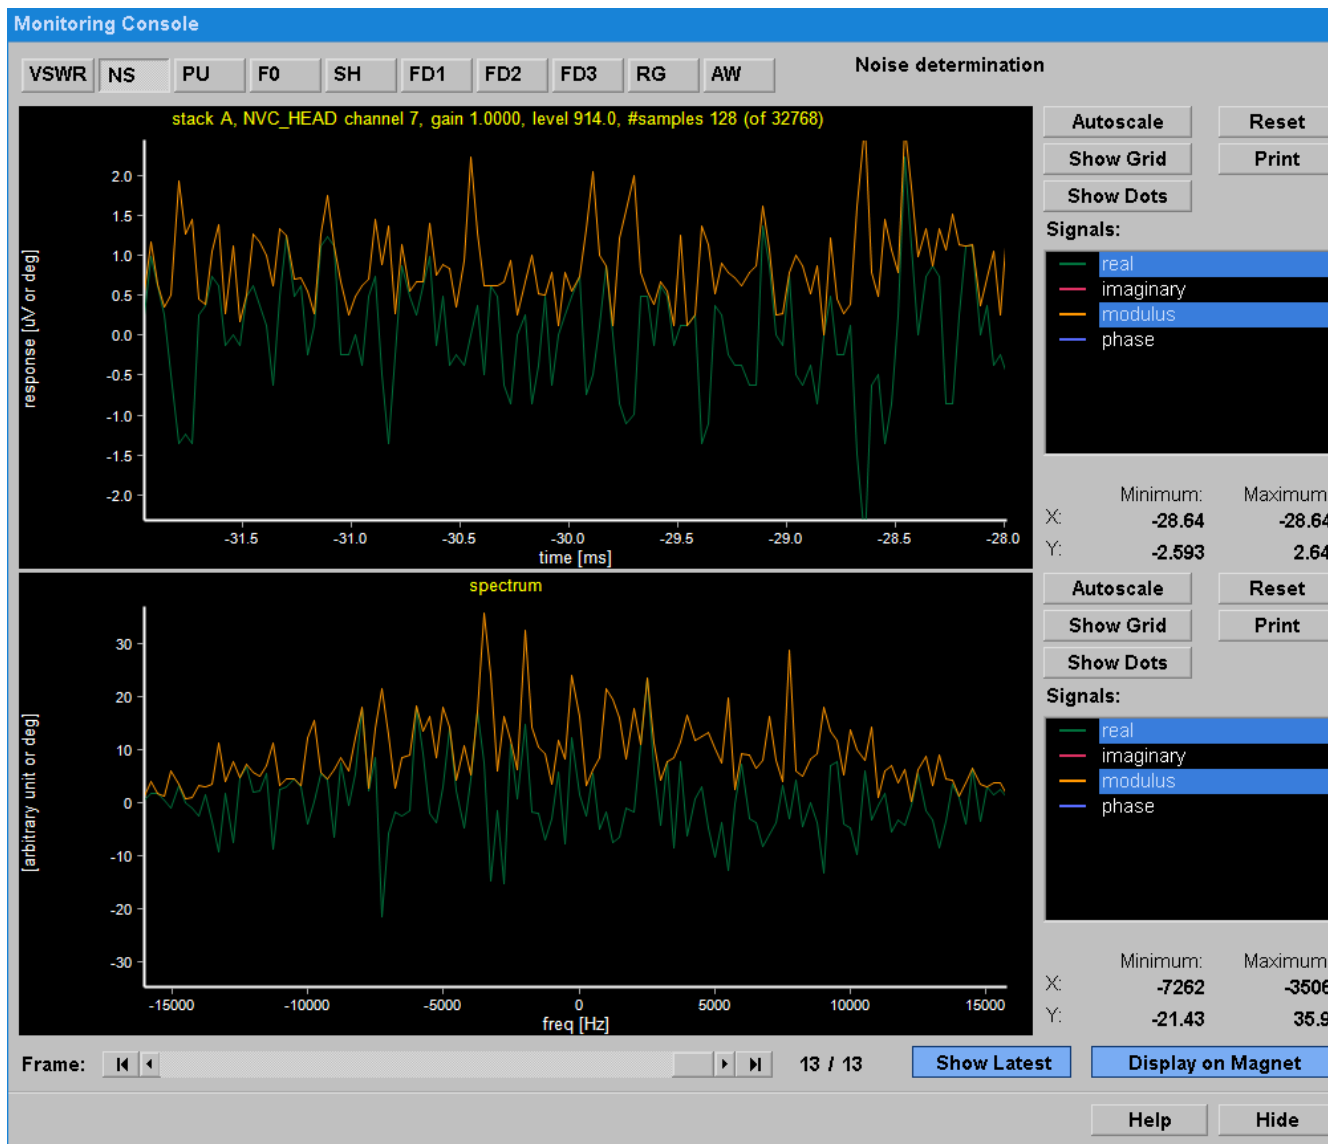 Monitoring Console
VSWR NS PU F0 SH FD1 FD2 FD3 RG AW
Noise determination
stack A, NVC_HEAD channel 7, gain 1.0000, level 914.0, #samples 128 (of 32768)
2.0
1.5
1.0
0.5
0.0
-0.5
-1.0
-1.5
-2.0
response [uV or deg]
-31.5 -31.0 -30.5 -30.0 -29.5 -29.0 -28.5 -28.0
time [ms]
Autoscale Reset
Show Grid Print
Show Dots
Signals:
real
imaginary
modulus
phase
Minimum: Maximum
X: -28.64 -28.64
Y: -2.593 2.64
spectrum
30
20
10
0
-10
-20
-30
[arbitrary unit or deg]
-15000 -10000 -5000 0 5000 10000 15000
freq [Hz]
Autoscale Reset
Show Grid Print
Show Dots
Signals:
real
imaginary
modulus
phase
Minimum: Maximum
X: -7262 -3506
Y: -21.43 35.9
Frame: 13 / 13 Show Latest Display on Magnet
Help Hide